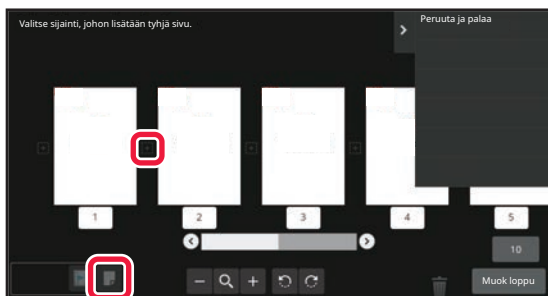 Valitse sijainti, johon lisätään tyhjä sivu.
Peruuta ja palaa
1
2
3
4
5
10
Muok loppu